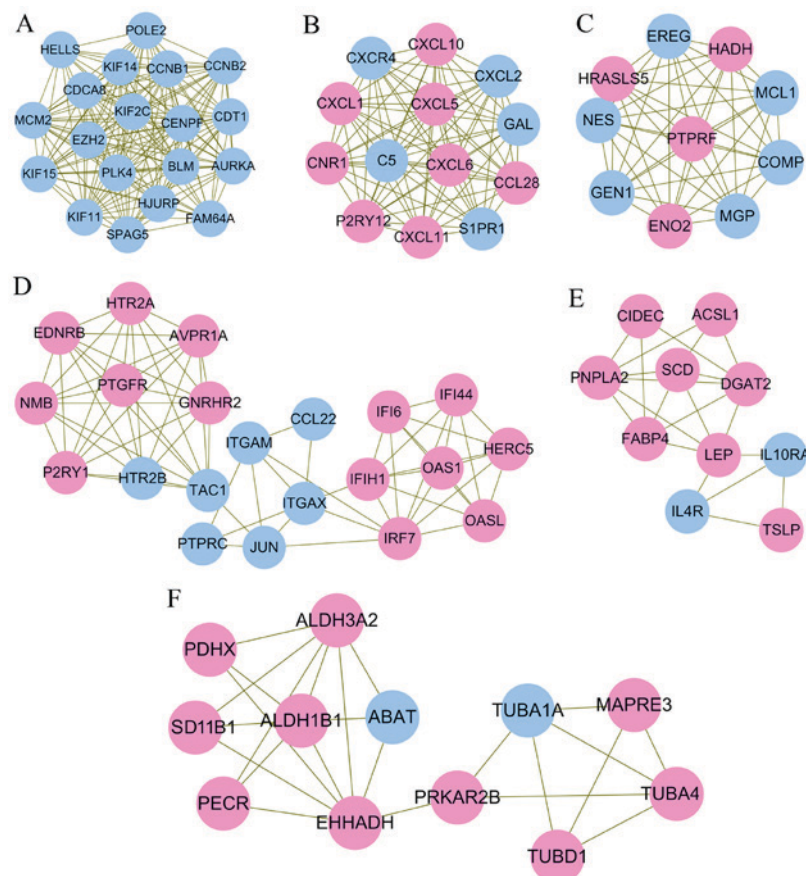 A
POLE2
HELLS
KIF14
CCNB1
CCNB2
CDCA8
KIF2C
MCM2
CENPF
CDT1
EZH2
KIF15
PLK4
BLM
AURKA
HJURP
KIF11
FAM64A
SPAG5
B
CXCL10
CXCR4
CXCL2
CXCL1
CXCL5
GAL
C5
CNR1
CXCL6
CCL28
P2RY12
S1PR1
CXCL11
C
EREG
HADH
HRASLS5
MCL1
NES
PTPRF
COMP
GEN1
MGP
ENO2
D
HTR2A
EDNRB
AVPR1A
PTGFR
NMB
GNRHR2
P2RY1
HTR2B
TAC1
ITGAM
CCL22
ITGAX
PTPRC
JUN
IFI44
IFI6
HERC5
OAS1
IFIH1
OASL
IRF7
E
CIDEC
ACSL1
SCD
PNPLA2
DGAT2
FABP4
LEP
IL10RA
IL4R
TSLP
F
ALDH3A2
PDHX
SD11B1
ALDH1B1
ABAT
PECR
EHHADH
PRKAR2B
TUBA1A
MAPRE3
TUBA4
TUBD1